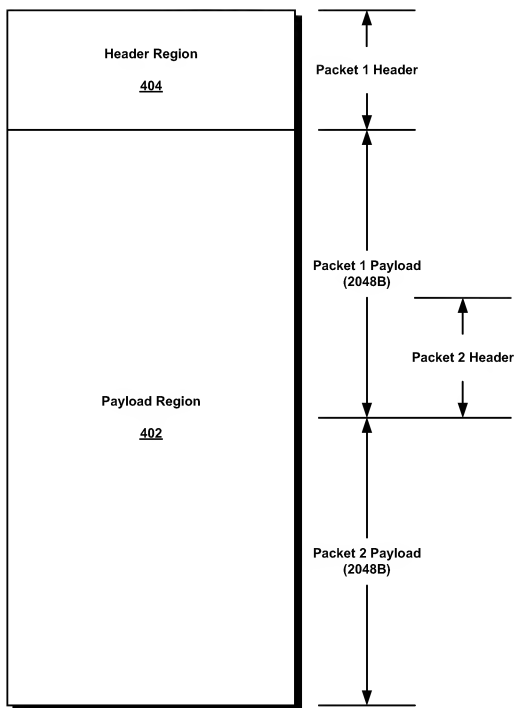 Header Region
404
Packet 1 Header
Packet 1 Payload
(2048B)
Packet 2 Header
Payload Region
402
Packet 2 Payload
(2048B)